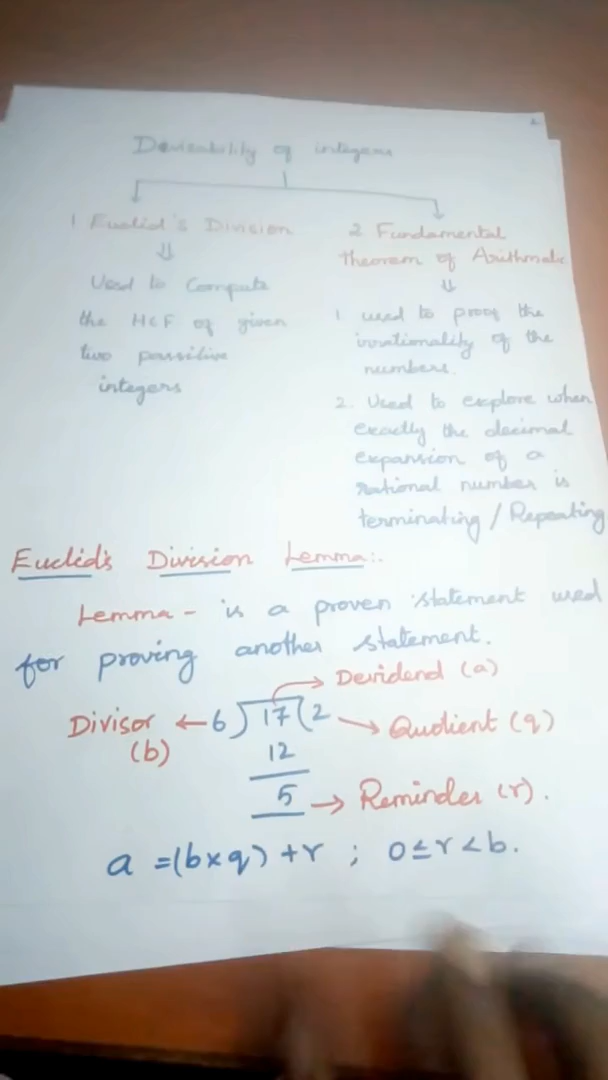 Devisability of integers
1 Euclid's Division
⇓
Used to Compute
the HCF of given
two possitive
integers
2 Fundamental
theorem of Arithmatic
⇓
1 used to proof the
irrationality of the
numbers.
2. Used to explore when
exactly the decimal
expansion of a
rational number is
terminating / Repeating
Euclid's Division Lemma:-
Lemma - is a proven statement used
for proving another statement.
→ Devidend (a)
Divisor ← 6 ) 17 ( 2 → Quotient (q)
(b)
12
5 → Reminder (r).
a = (b×q) + r ; 0 ≤ r < b.